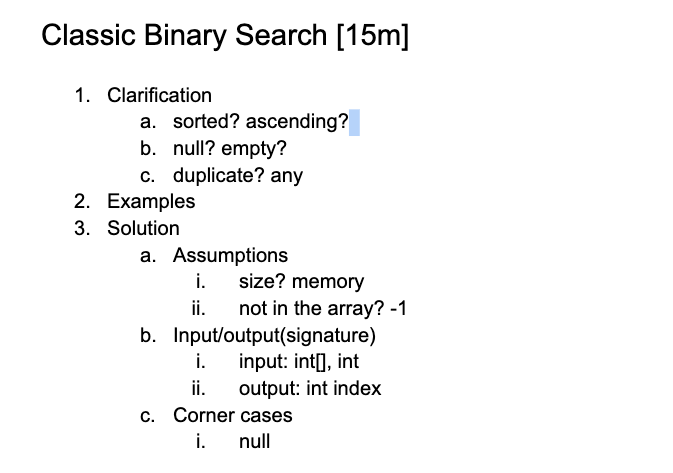 Classic Binary Search [15m]
1. Clarification
a. sorted? ascending?
b. null? empty?
c. duplicate? any
2. Examples
3. Solution
a. Assumptions
i. size? memory
ii. not in the array? -1
b. Input/output(signature)
i. input: int[], int
ii. output: int index
c. Corner cases
i. null